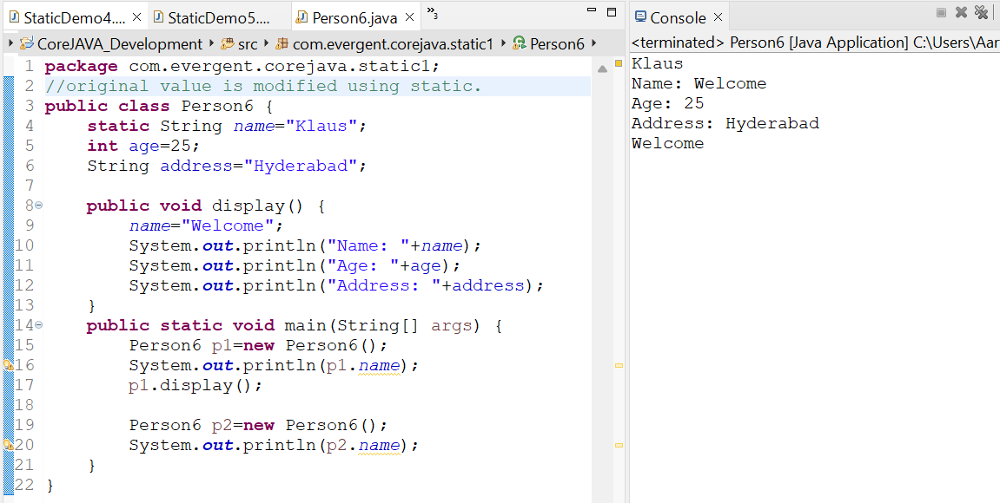 StaticDemo4.... StaticDemo5.... Person6.java »3
CoreJAVA_Development src com.evergent.corejava.static1 Person6
1 package com.evergent.corejava.static1;
2 //original value is modified using static.
3 public class Person6 {
4 static String name="Klaus";
5 int age=25;
6 String address="Hyderabad";
7
8 public void display() {
9 name="Welcome";
10 System.out.println("Name: "+name);
11 System.out.println("Age: "+age);
12 System.out.println("Address: "+address);
13 }
14 public static void main(String[] args) {
15 Person6 p1=new Person6();
16 System.out.println(p1.name);
17 p1.display();
18
19 Person6 p2=new Person6();
20 System.out.println(p2.name);
21 }
22 }
Console
<terminated> Person6 [Java Application] C:\Users\Aar
Klaus
Name: Welcome
Age: 25
Address: Hyderabad
Welcome